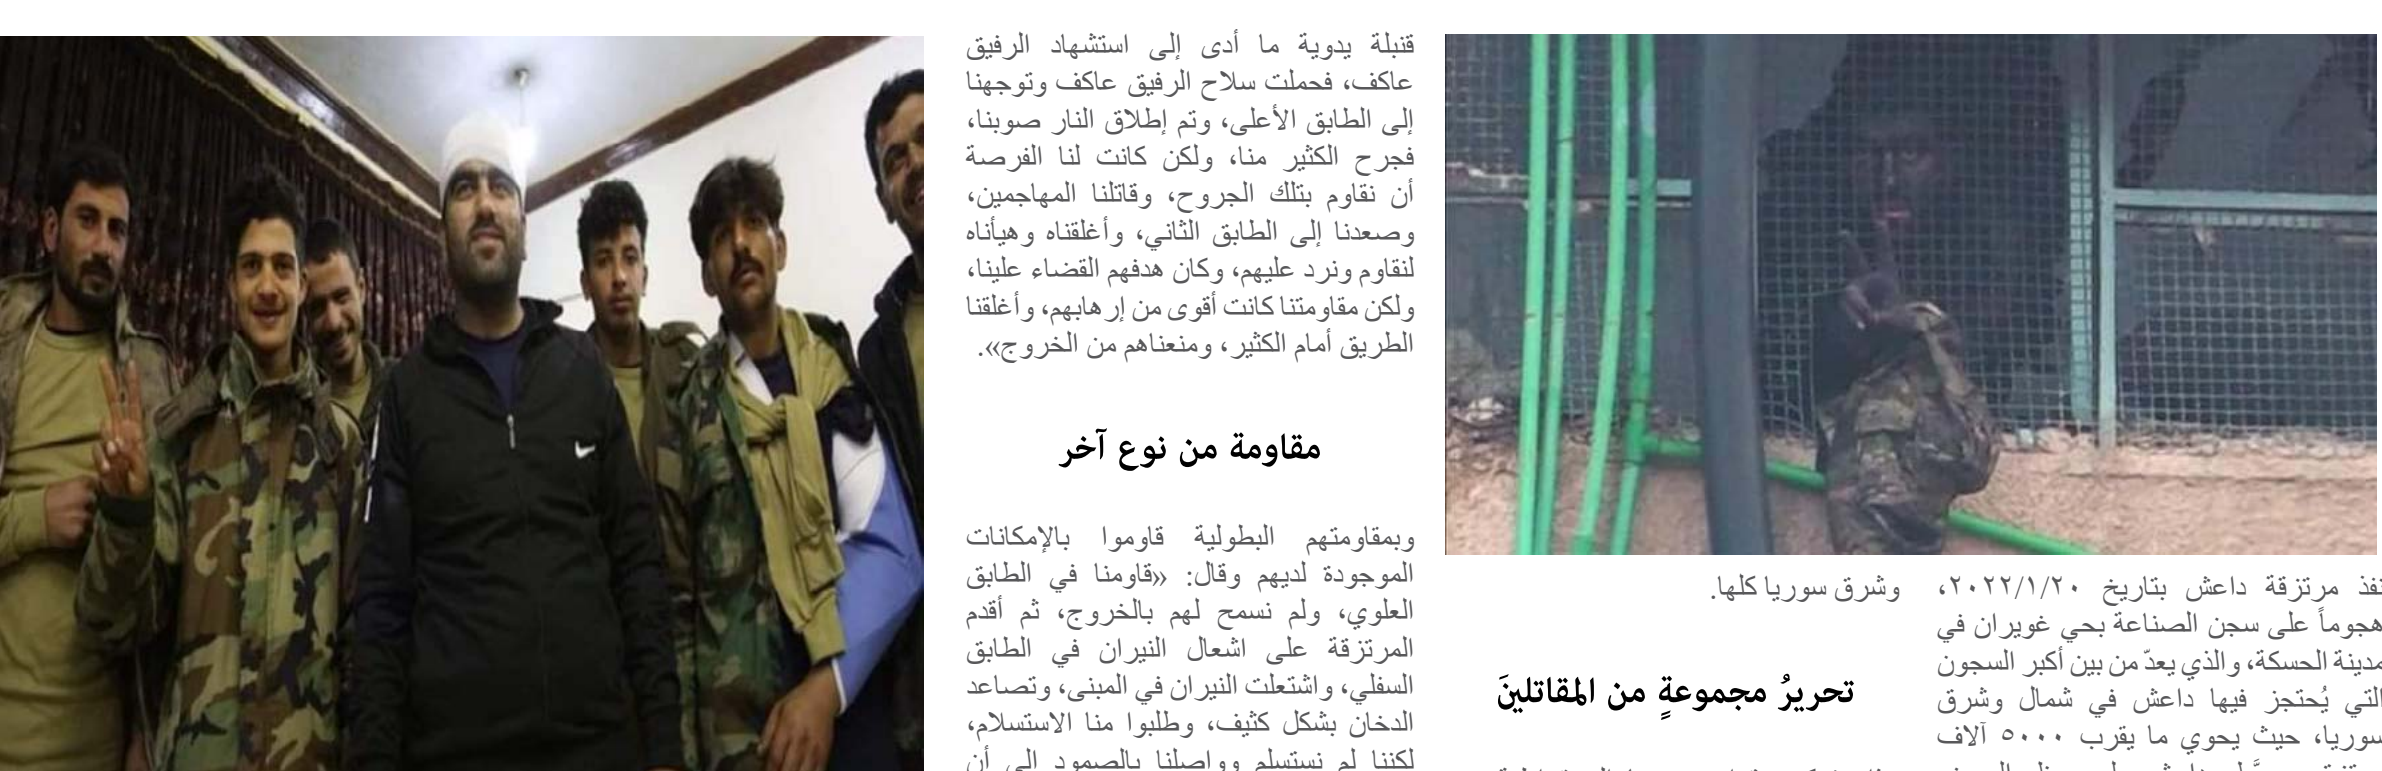 نفذ مرتزقة داعش بتاريخ ٢٠٢٢/١/٢٠،
هجوماً على سجن الصناعة بحي غويران في
مدينة الحسكة، والذي يعدّ من بين أكبر السجون
التي يُحتجز فيها داعش في شمال وشرق
سوريا، حيث يحوي ما يقرب ٥٠٠٠ آلاف
وشرق سوريا كلها.
تحريرُ مجموعةٍ من المقاتلينَ
قنبلة يدوية ما أدى إلى استشهاد الرفيق
عاكف، فحملت سلاح الرفيق عاكف وتوجهنا
إلى الطابق الأعلى، وتم إطلاق النار صوبنا،
فجرح الكثير منا، ولكن كانت لنا الفرصة
أن نقاوم بتلك الجروح، وقاتلنا المهاجمين،
وصعدنا إلى الطابق الثاني، وأغلقناه وهيأناه
لنقاوم ونرد عليهم، وكان هدفهم القضاء علينا،
ولكن مقاومتنا كانت أقوى من إرهابهم، وأغلقنا
الطريق أمام الكثير، ومنعناهم من الخروج».
مقاومة من نوع آخر
وبمقاومتهم البطولية قاوموا بالإمكانات
الموجودة لديهم وقال: «قاومنا في الطابق
العلوي، ولم نسمح لهم بالخروج، ثم أقدم
المرتزقة على اشعال النيران في الطابق
السفلي، واشتعلت النيران في المبنى، وتصاعد
الدخان بشكل كثيف، وطلبوا منا الاستسلام،
لكننا لم نستسلم وواصلنا بالصمود إلى أن